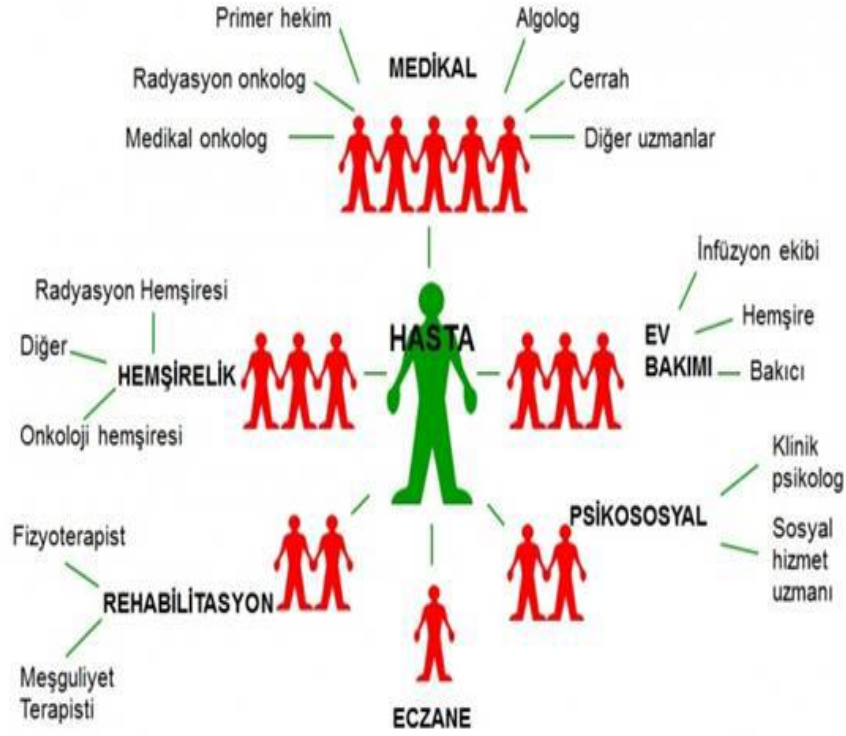 Primer hekim
Algolog
MEDİKAL
Radyasyon onkolog
Cerrah
Medikal onkolog
Diğer uzmanlar
İnfüzyon ekibi
Radyasyon Hemşiresi
Hemşire
HASTA
EV
BAKIMI
Diğer
HEMŞİRELİK
Bakıcı
Onkoloji hemşiresi
Klinik
psikolog
PSİKOSOSYAL
Sosyal
hizmet
uzmanı
Fizyoterapist
REHABİLİTASYON
Meşguliyet
Terapisti
ECZANE